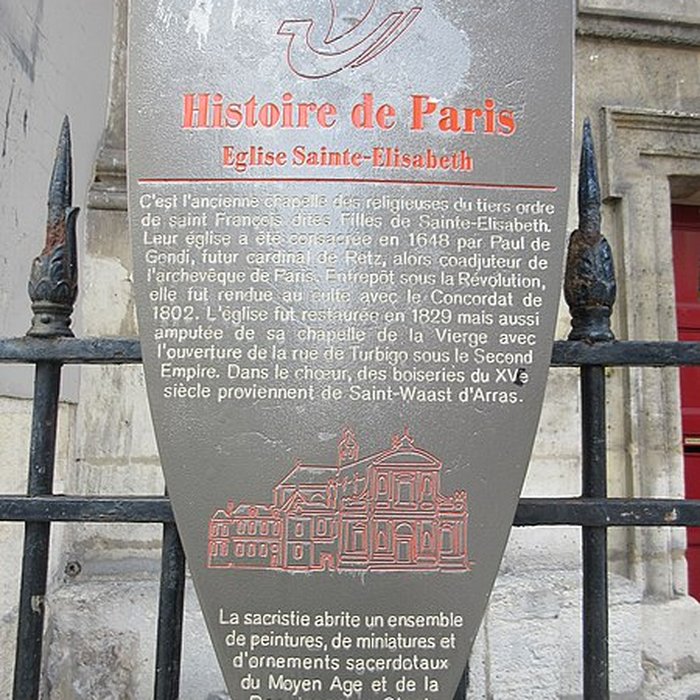 Histoire de Paris
Eglise Sainte-Elisabeth
C'est l'ancienne chapelle des religieuses du tiers ordre
de saint François dites Filles de Sainte-Elisabeth.
Leur église a été consacrée en 1648 par Paul de
Gondi, futur cardinal de Retz, alors coadjuteur de
l'archevêque de Paris. Entrepôt sous la Révolution,
elle fut rendue au culte avec le Concordat de
1802. L'église fut restaurée en 1829 mais aussi
amputée de sa chapelle de la Vierge avec
l'ouverture de la rue de Turbigo sous le Second
Empire. Dans le chœur, des boiseries du XVe
siècle proviennent de Saint-Waast d'Arras.
La sacristie abrite un ensemble
de peintures, de miniatures et
d'ornements sacerdotaux
du Moyen Age et de la